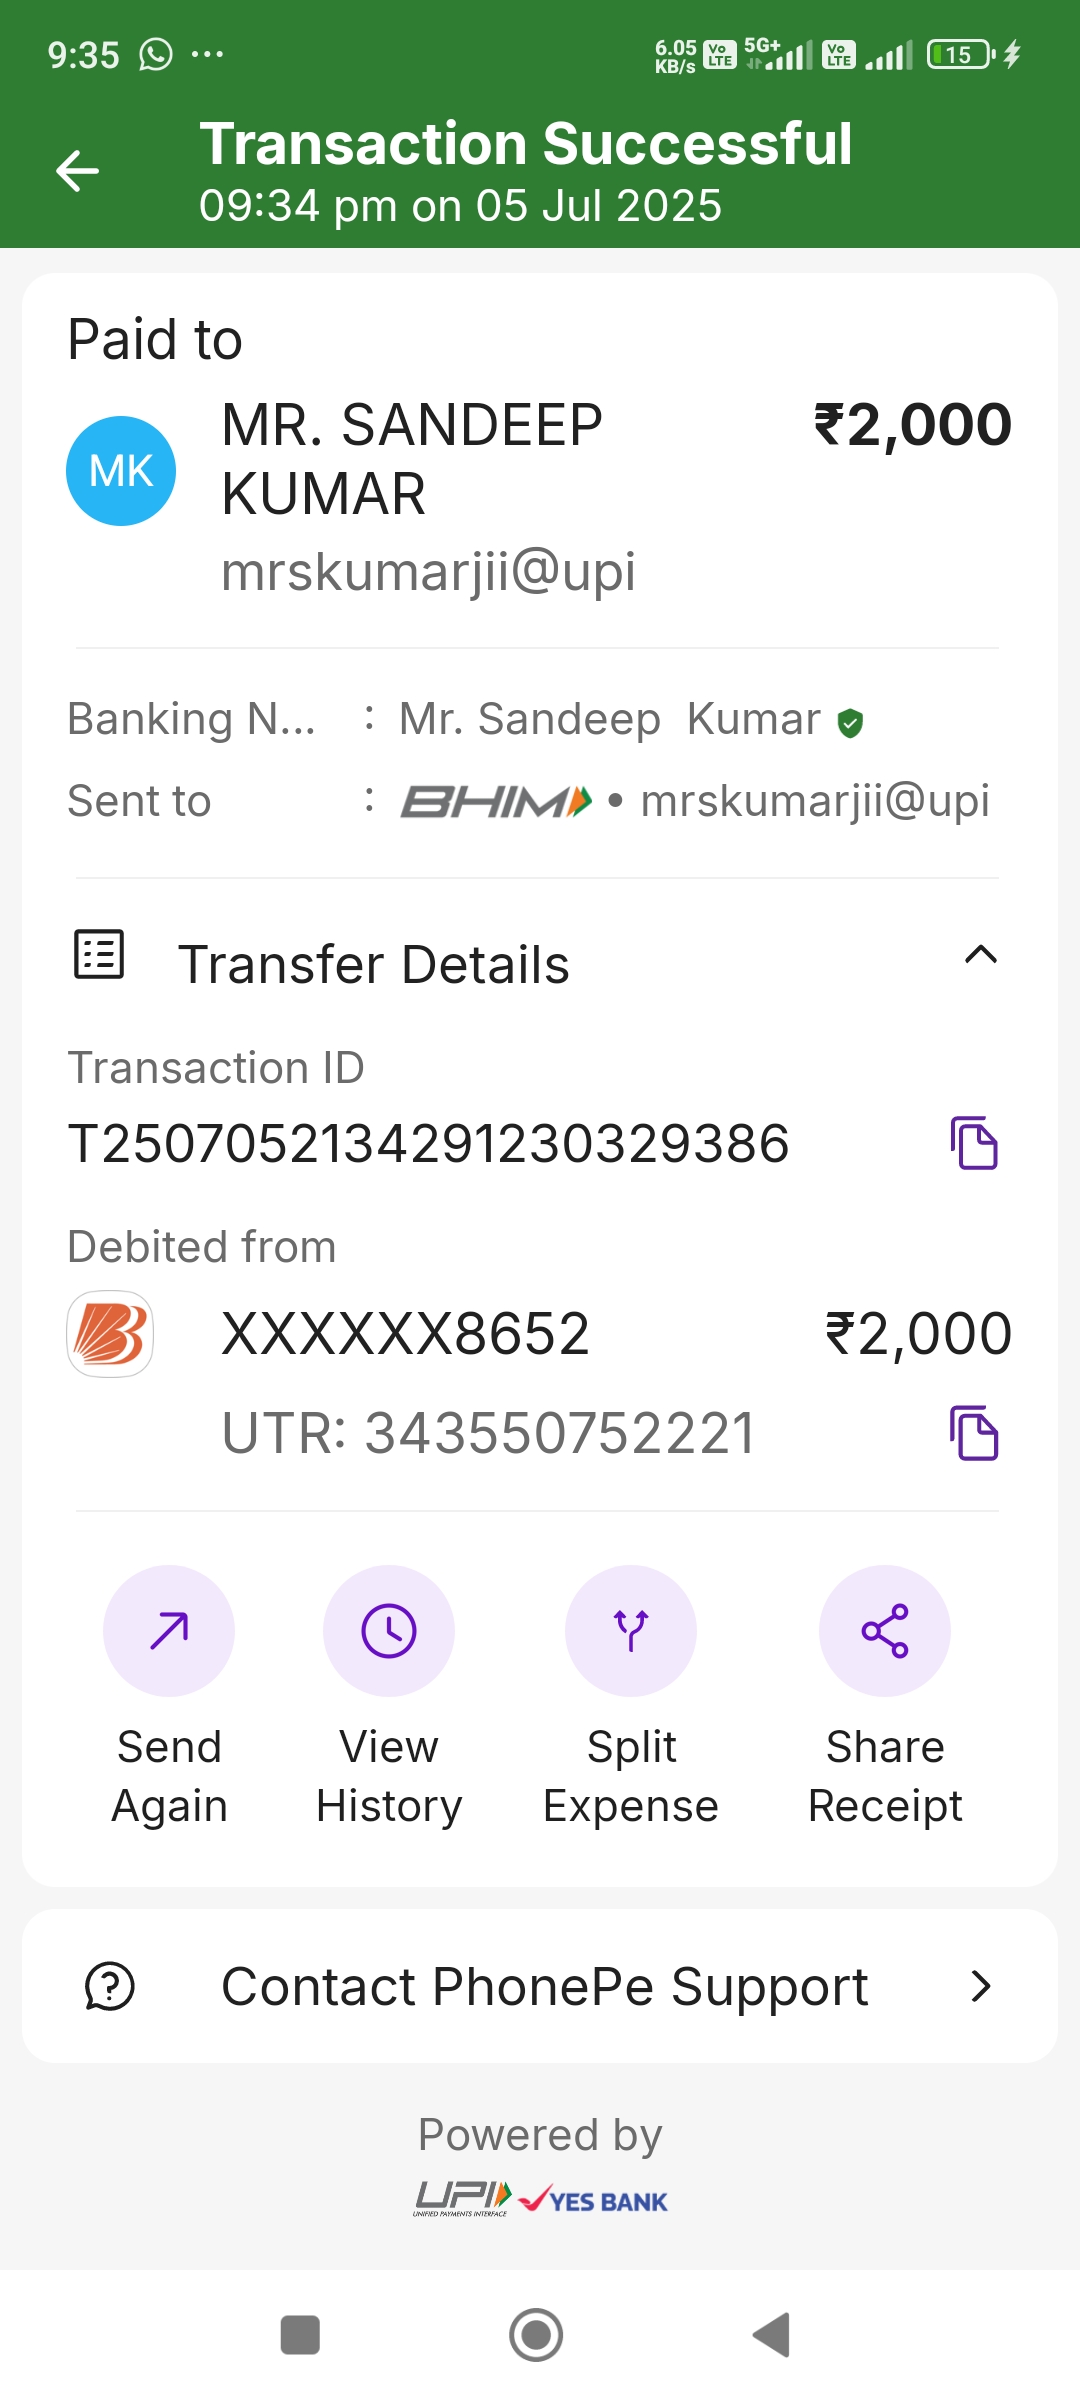 9:35 ... 6.05 KB/s Vo LTE 5G+ Vo LTE 15
Transaction Successful
09:34 pm on 05 Jul 2025
Paid to
MK
MR. SANDEEP
KUMAR
₹2,000
mrskumarjii@upi
Banking N... : Mr. Sandeep Kumar
Sent to : BHIM • mrskumarjii@upi
Transfer Details
Transaction ID
T2507052134291230329386
Debited from
XXXXXX8652 ₹2,000
UTR: 343550752221
Send
Again
View
History
Split
Expense
Share
Receipt
Contact PhonePe Support
Powered by
UPI
UNIFIED PAYMENTS INTERFACE
YES BANK